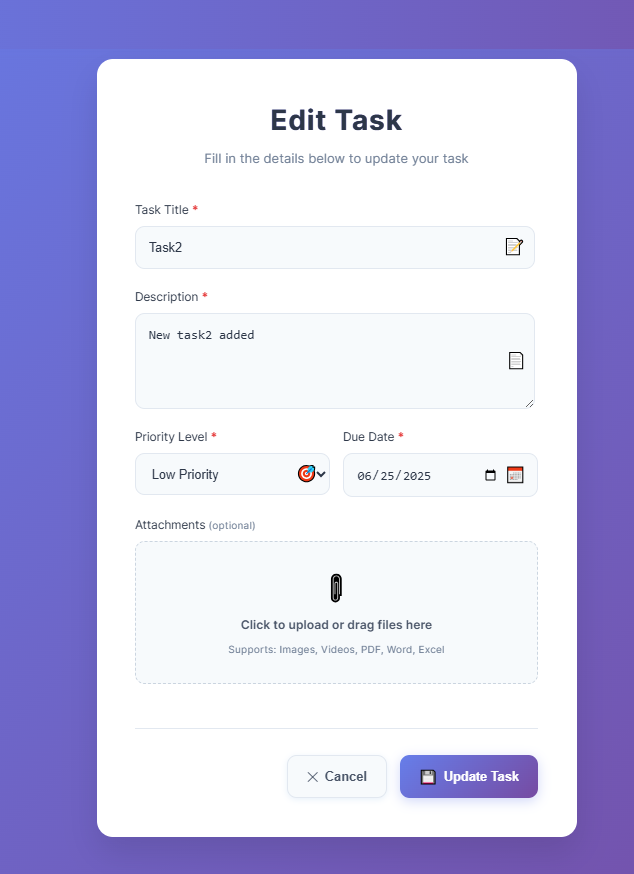 Edit Task
Fill in the details below to update your task
Task Title *
Task2
Description *
New task2 added
Priority Level * Due Date *
Low Priority 06/25/2025
Attachments (optional)
Click to upload or drag files here
Supports: Images, Videos, PDF, Word, Excel
Cancel Update Task